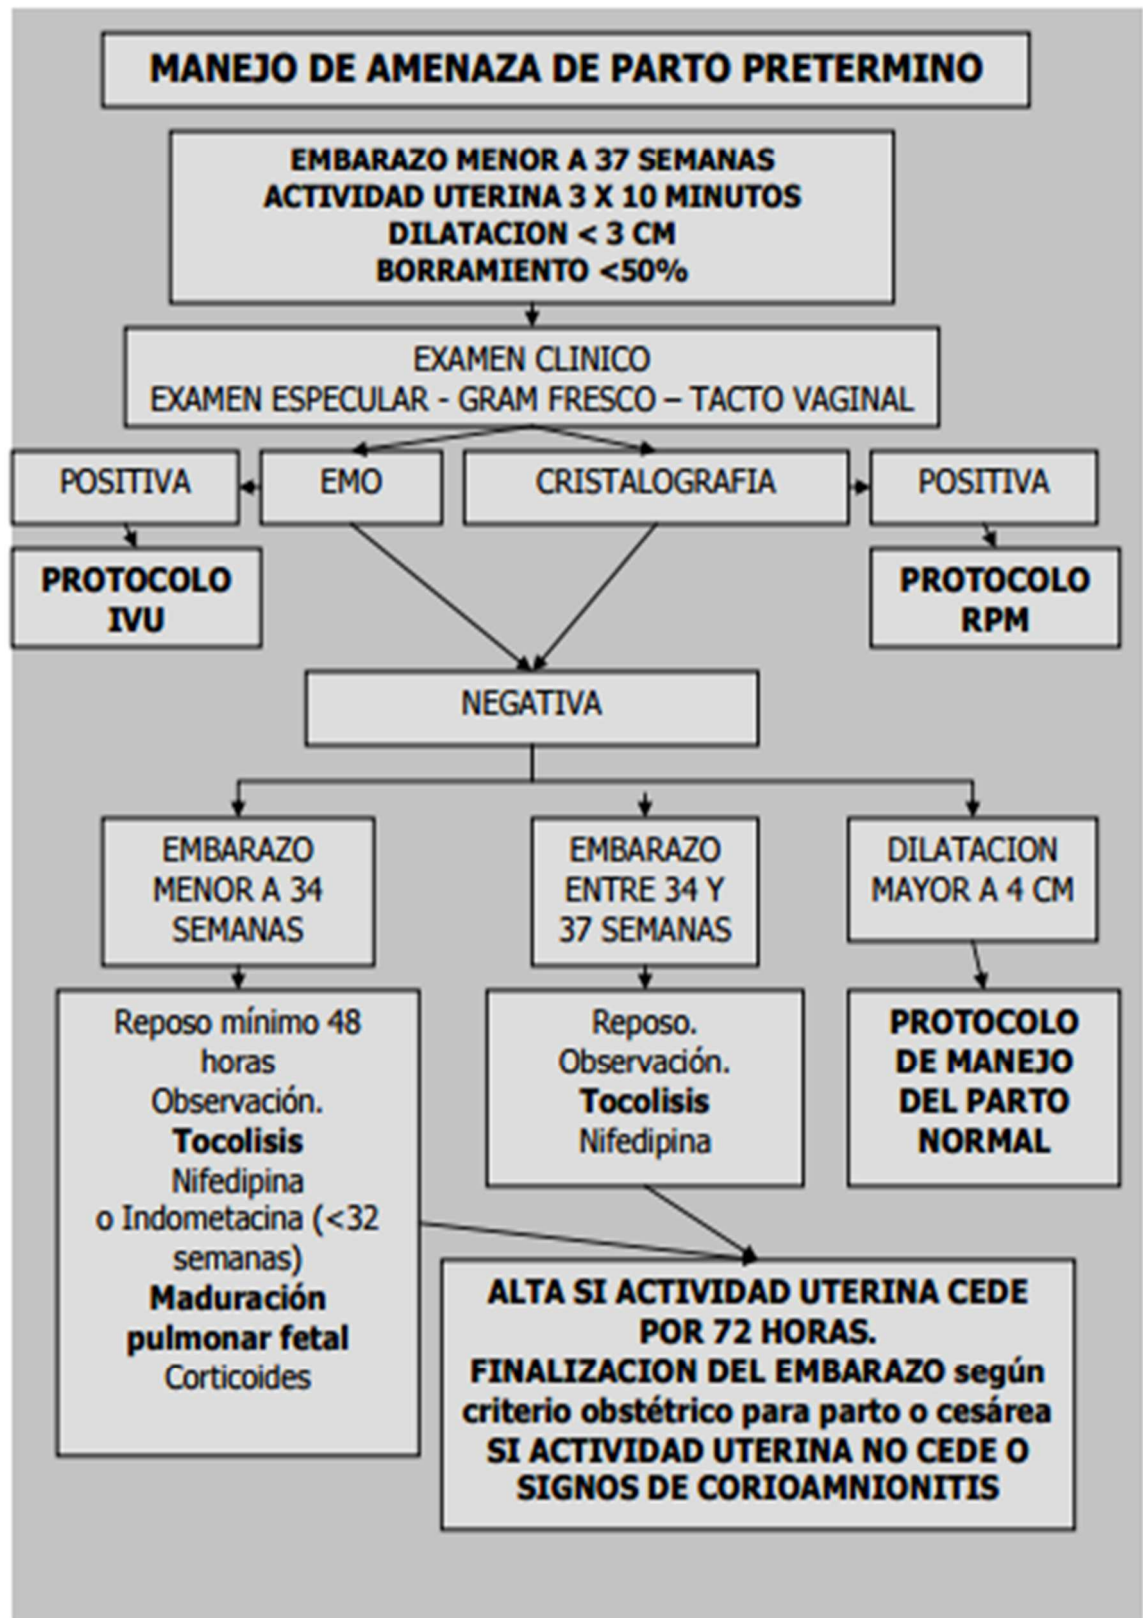 MANEJO DE AMENAZA DE PARTO PRETERMINO
EMBARAZO MENOR A 37 SEMANAS
ACTIVIDAD UTERINA 3 X 10 MINUTOS
DILATACION < 3 CM
BORRAMIENTO <50%
EXAMEN CLINICO
EXAMEN ESPECULAR - GRAM FRESCO – TACTO VAGINAL
POSITIVA
EMO
CRISTALOGRAFIA
POSITIVA
PROTOCOLO
IVU
PROTOCOLO
RPM
NEGATIVA
EMBARAZO
MENOR A 34
SEMANAS
EMBARAZO
ENTRE 34 Y
37 SEMANAS
DILATACION
MAYOR A 4 CM
Reposo mínimo 48
horas
Observación.
Tocolisis
Nifedipina
o Indometacina (<32
semanas)
Maduración
pulmonar fetal
Corticoides
Reposo.
Observación.
Tocolisis
Nifedipina
PROTOCOLO
DE MANEJO
DEL PARTO
NORMAL
ALTA SI ACTIVIDAD UTERINA CEDE
POR 72 HORAS.
FINALIZACION DEL EMBARAZO según
criterio obstétrico para parto o cesárea
SI ACTIVIDAD UTERINA NO CEDE O
SIGNOS DE CORIOAMNIONITIS